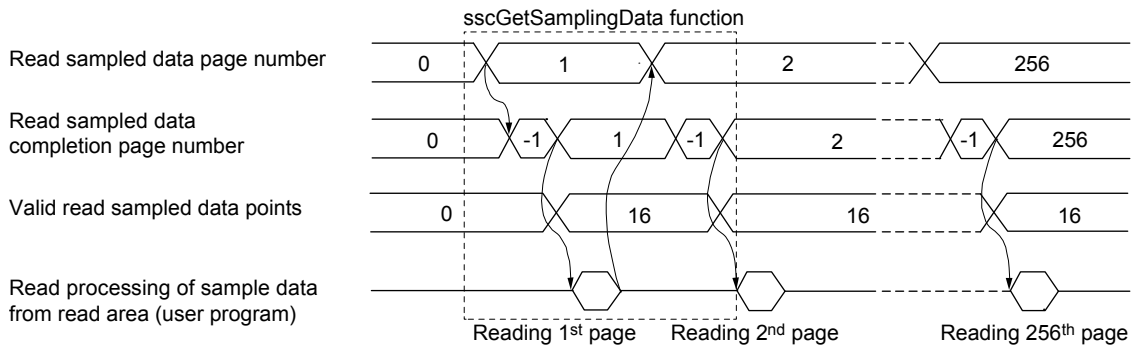 sscGetSamplingData function
Read sampled data page number
0 1 2 256
Read sampled data
completion page number
0 -1 1 -1 2 -1 256
Valid read sampled data points
0 16 16 16
Read processing of sample data
from read area (user program)
Reading 1st page Reading 2nd page Reading 256th page